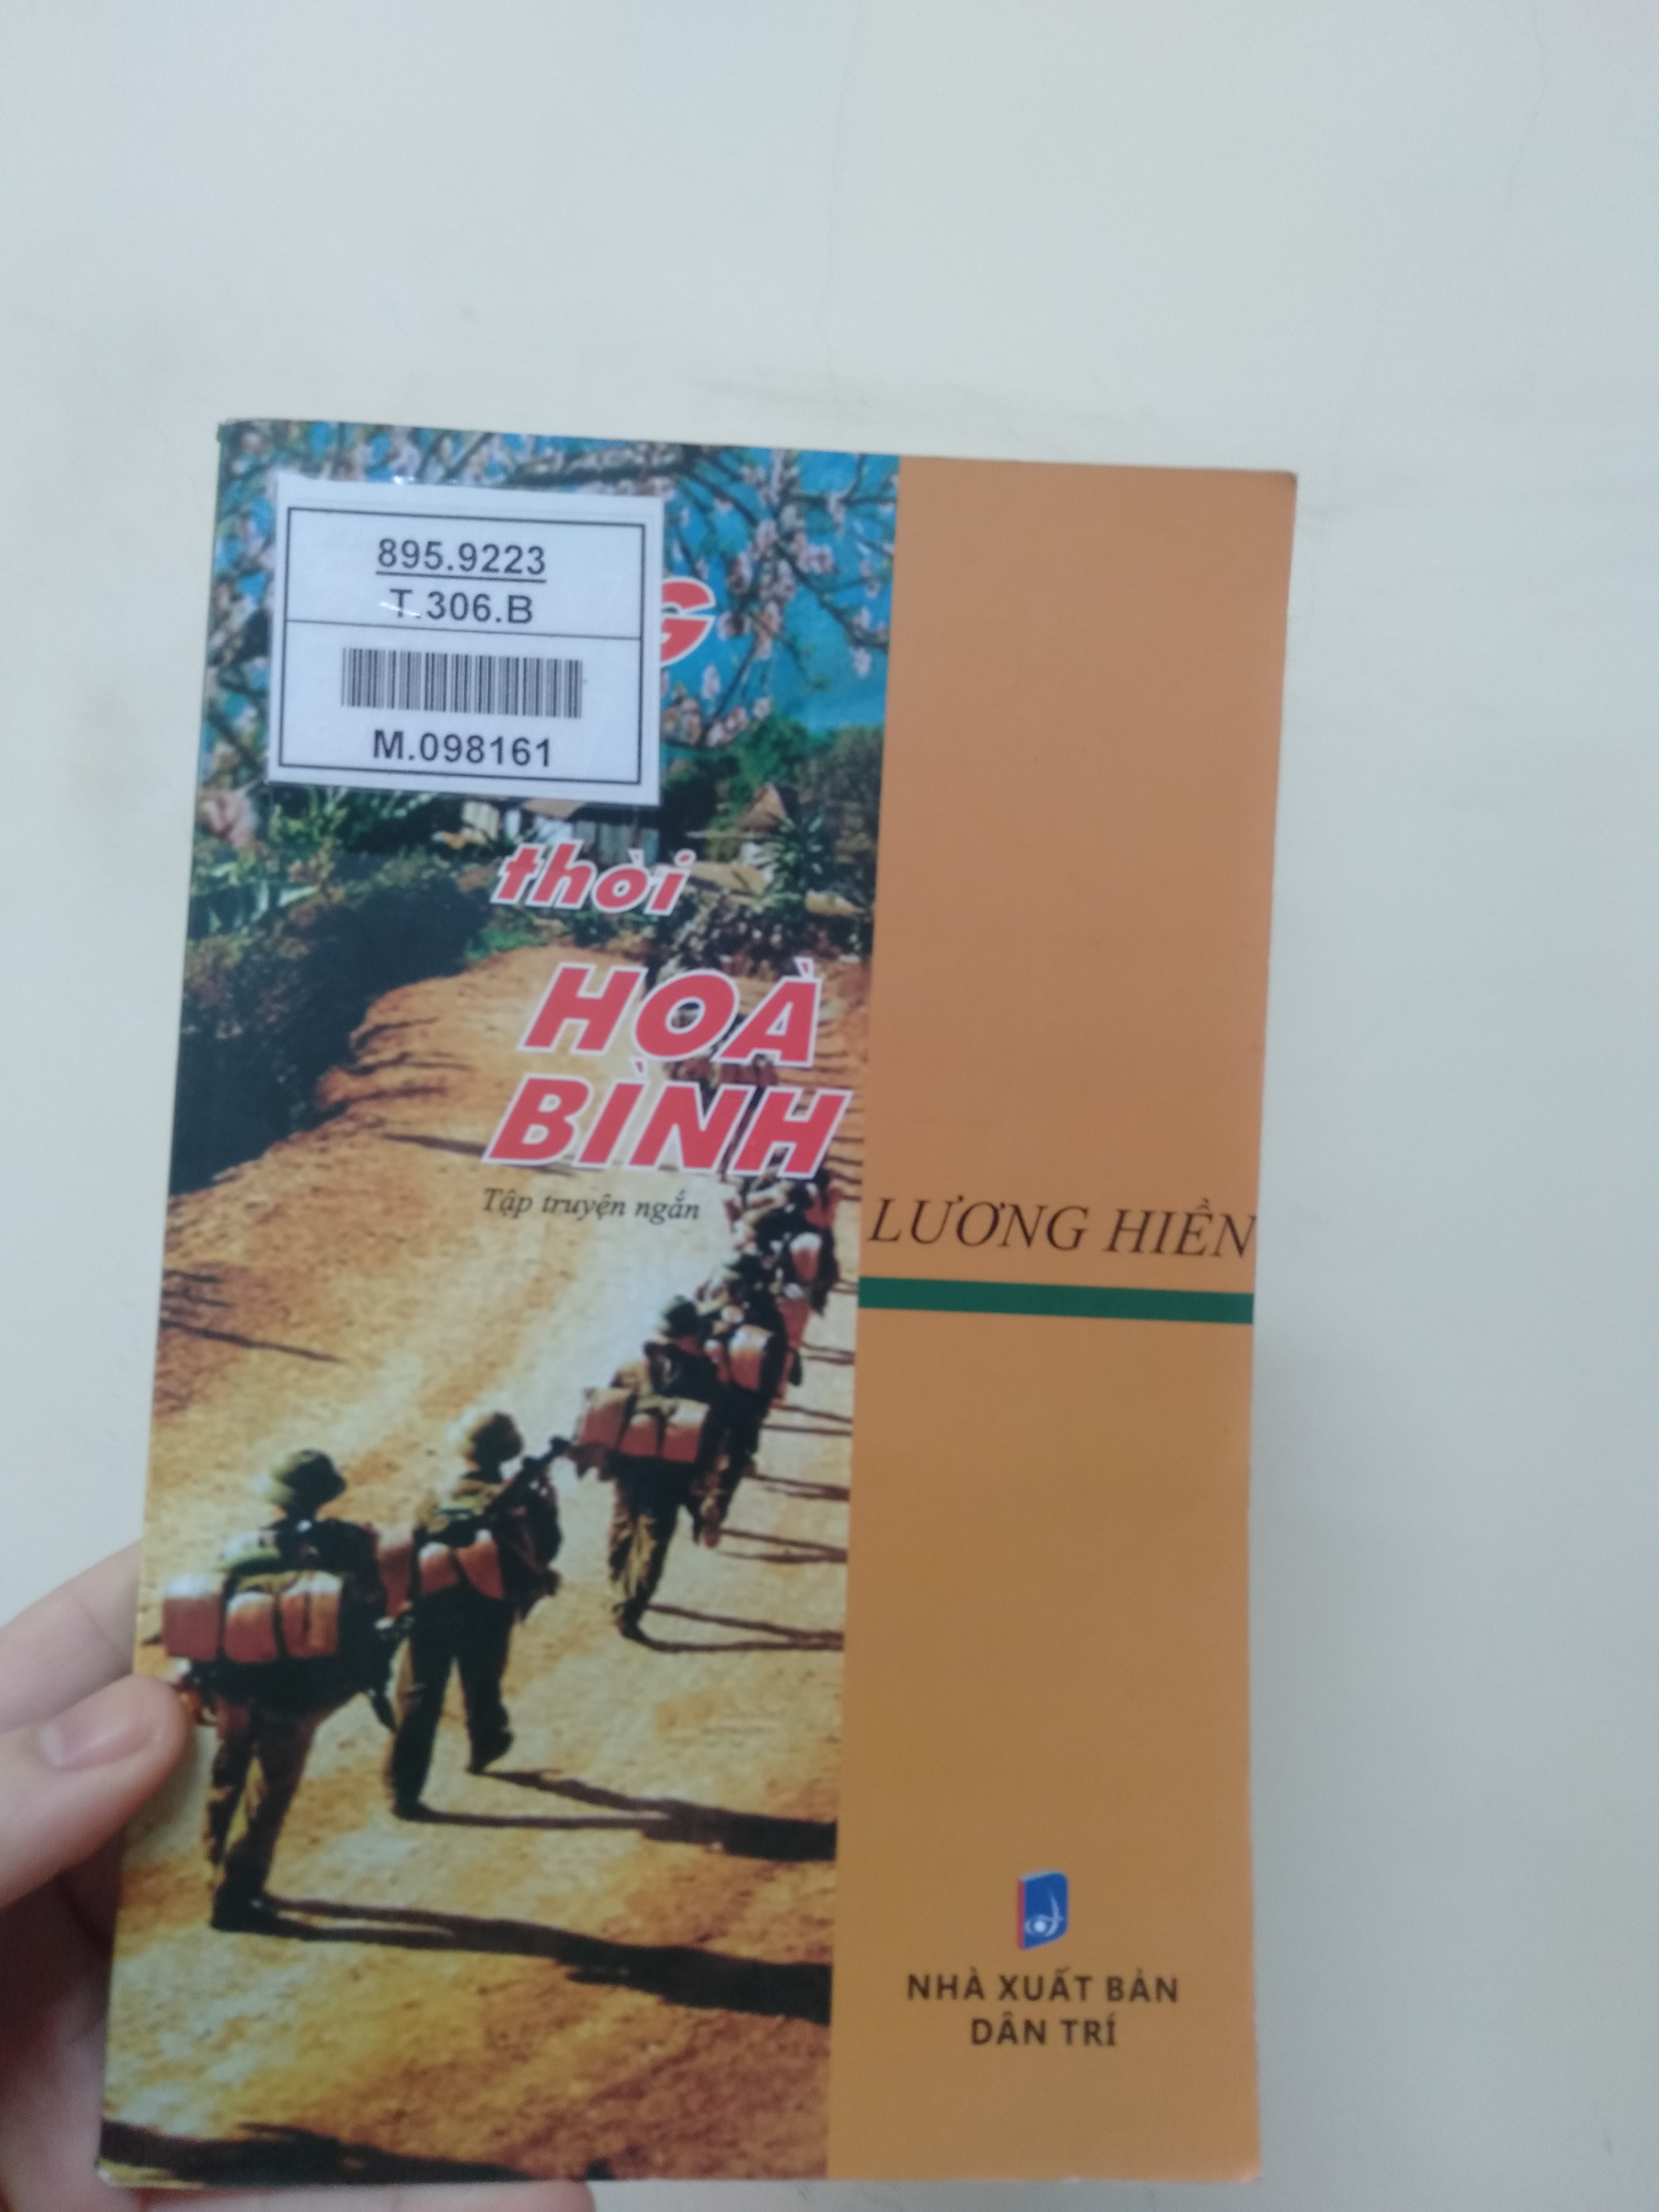 895.9223
T.306.B
M.098161
G
thời
HOÀ
BÌNH
Tập truyện ngắn
LƯƠNG HIỀN
NHÀ XUẤT BẢN
DÂN TRÍ